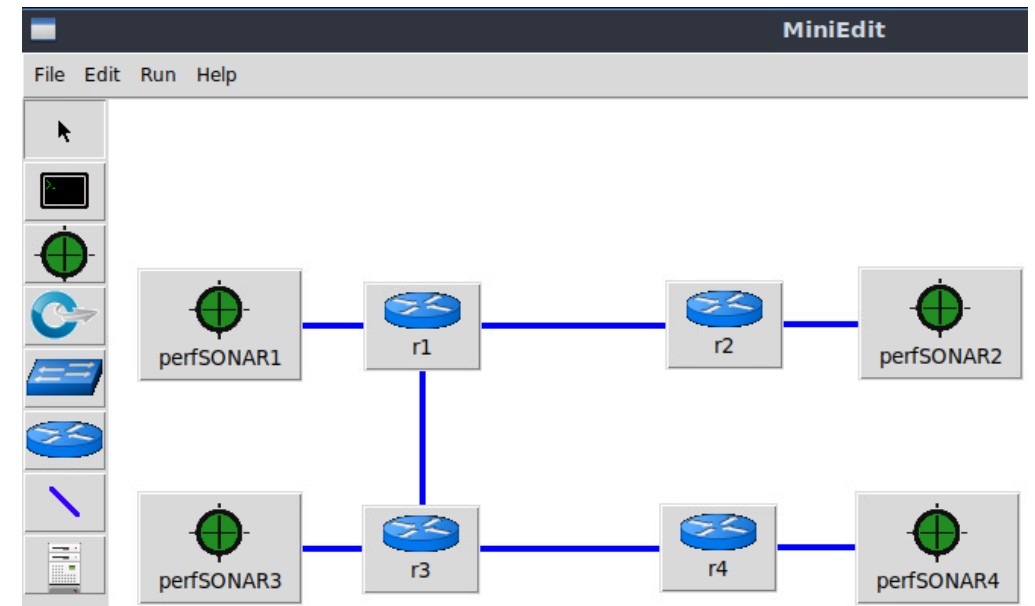 MiniEdit
File Edit Run Help
perfSONAR1
r1
r2
perfSONAR2
perfSONAR3
r3
r4
perfSONAR4